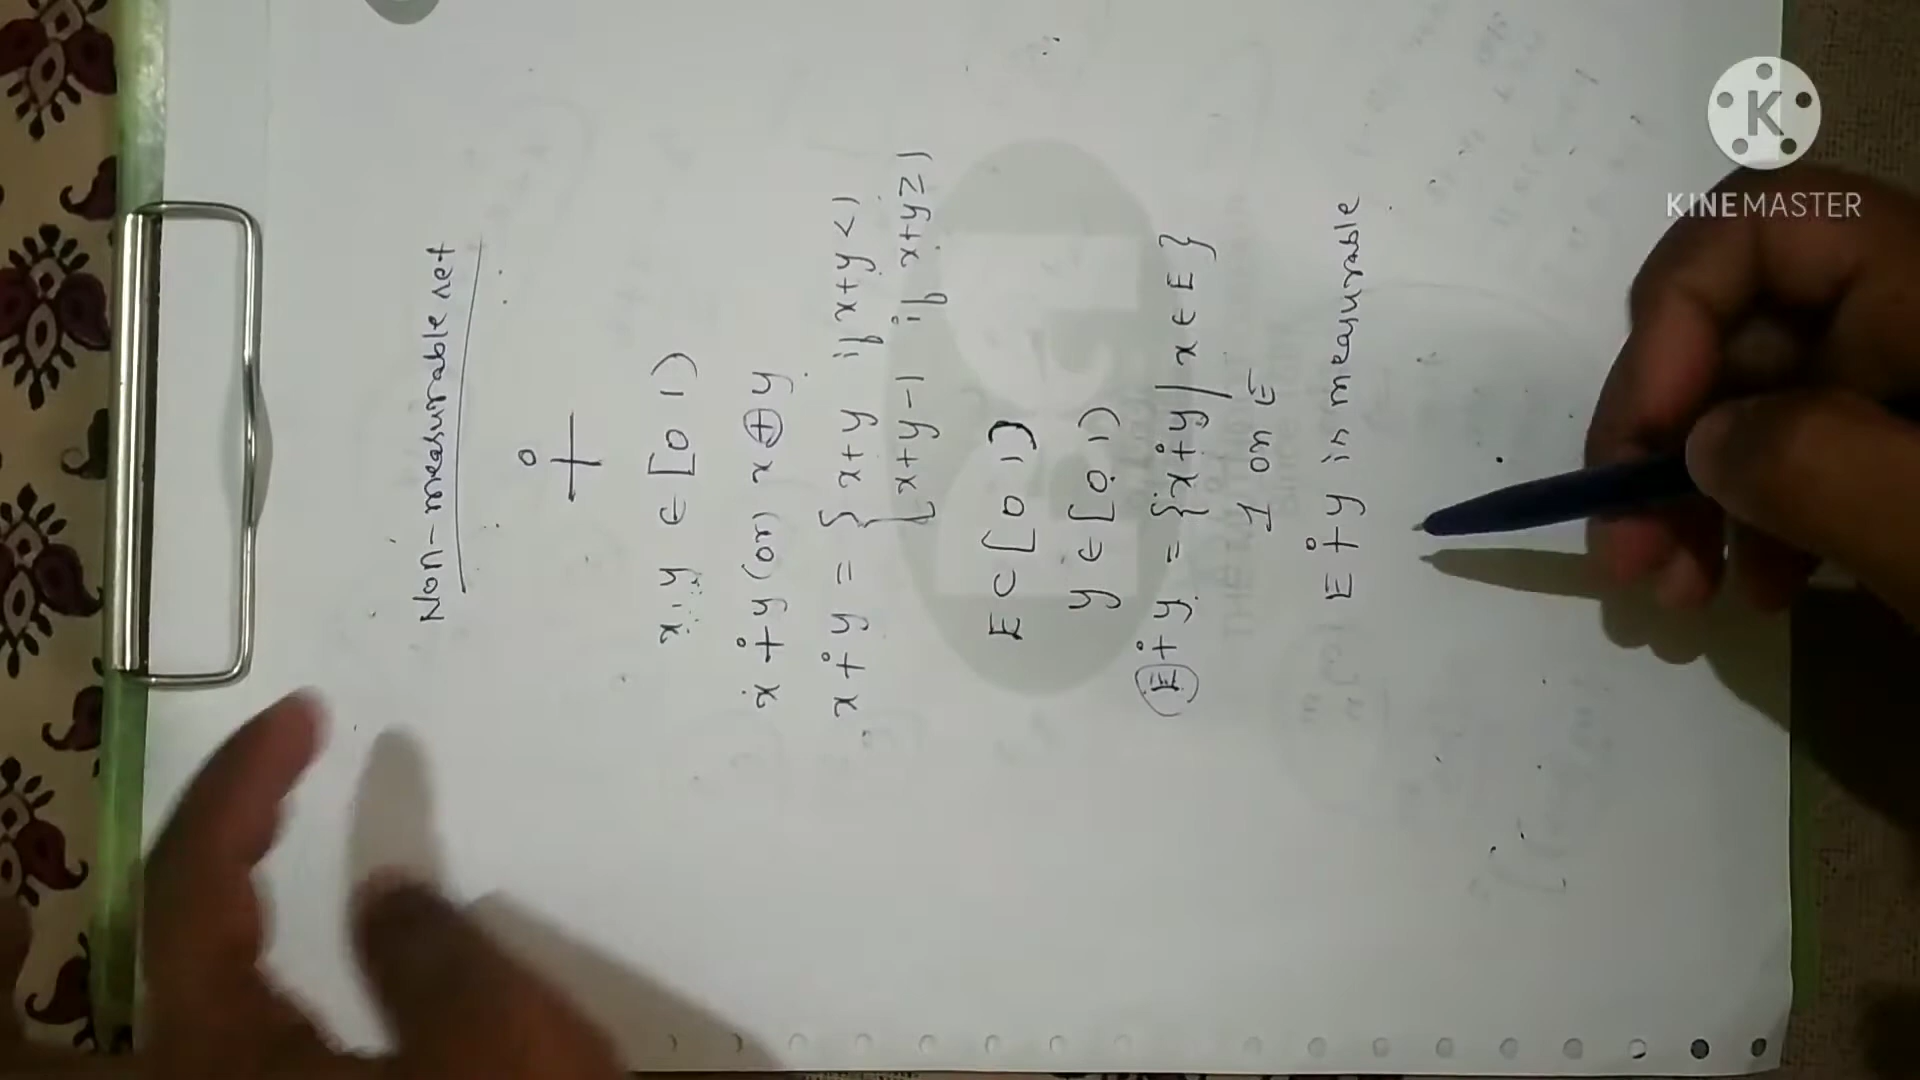 Non-measurable set
∔
x, y ∈ [0 1)
x ∔ y (or) x ⊕ y
x ∔ y = { x+y if x+y < 1
x+y-1 if x+y ≥ 1
E ⊂ [0 1)
y ∈ [0, 1)
E ∔ y = { x ∔ y / x ∈ E }
1 on E
E ∔ y is measurable
K
KINEMASTER